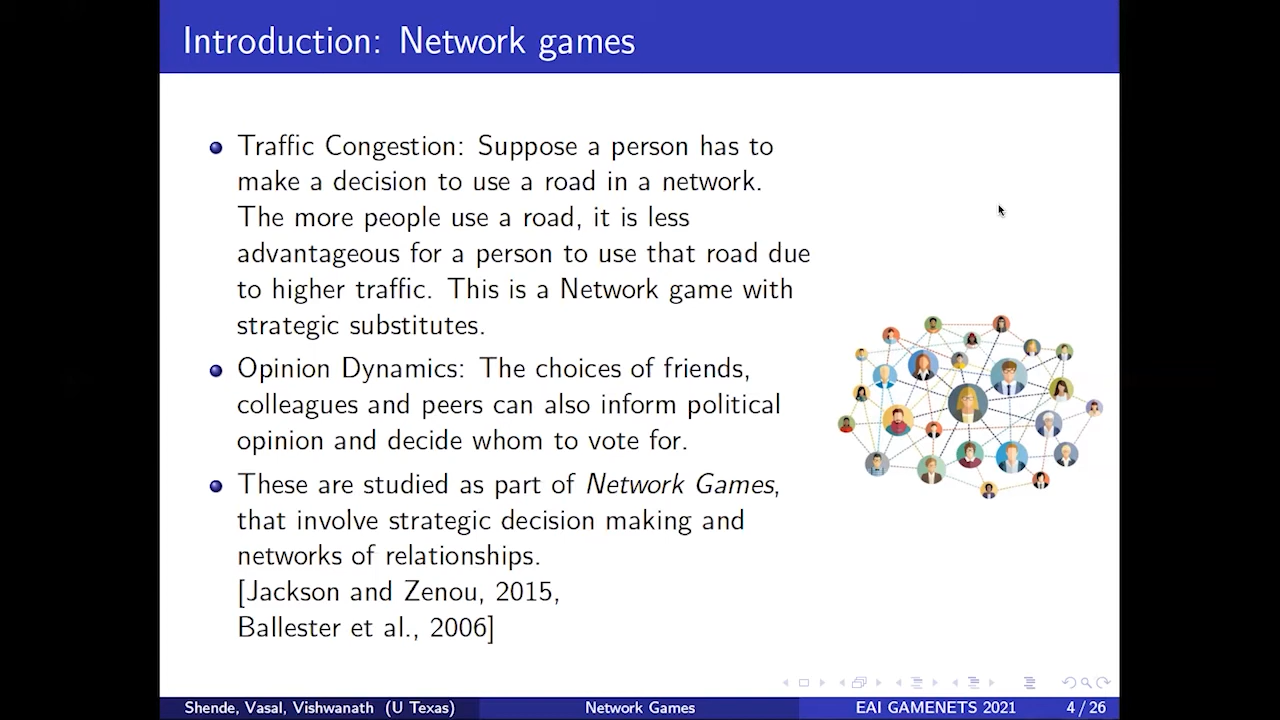 Introduction: Network games
Traffic Congestion: Suppose a person has to
make a decision to use a road in a network.
The more people use a road, it is less
advantageous for a person to use that road due
to higher traffic. This is a Network game with
strategic substitutes.
Opinion Dynamics: The choices of friends,
colleagues and peers can also inform political
opinion and decide whom to vote for.
These are studied as part of Network Games,
that involve strategic decision making and
networks of relationships.
[Jackson and Zenou, 2015,
Ballester et al., 2006]
Shende, Vasal, Vishwanath (U Texas)
Network Games
EAI GAMENETS 2021
4 / 26